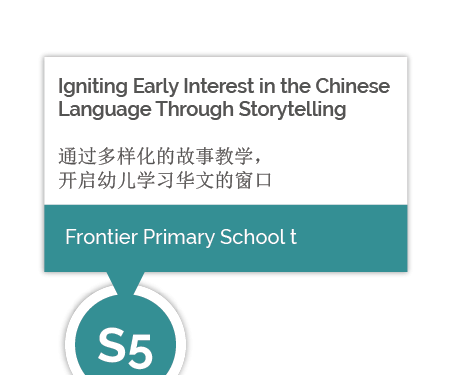 Igniting Early Interest in the Chinese
Language Through Storytelling
通过多样化的故事教学，
开启幼儿学习华文的窗口
Frontier Primary School t
S5